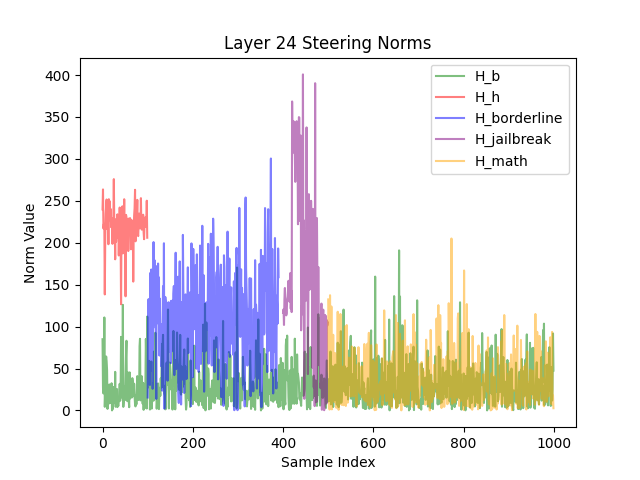 Layer 24 Steering Norms
400
350
300
250
200
150
100
50
0
Norm Value
H_b
H_h
H_borderline
H_jailbreak
H_math
0 200 400 600 800 1000
Sample Index